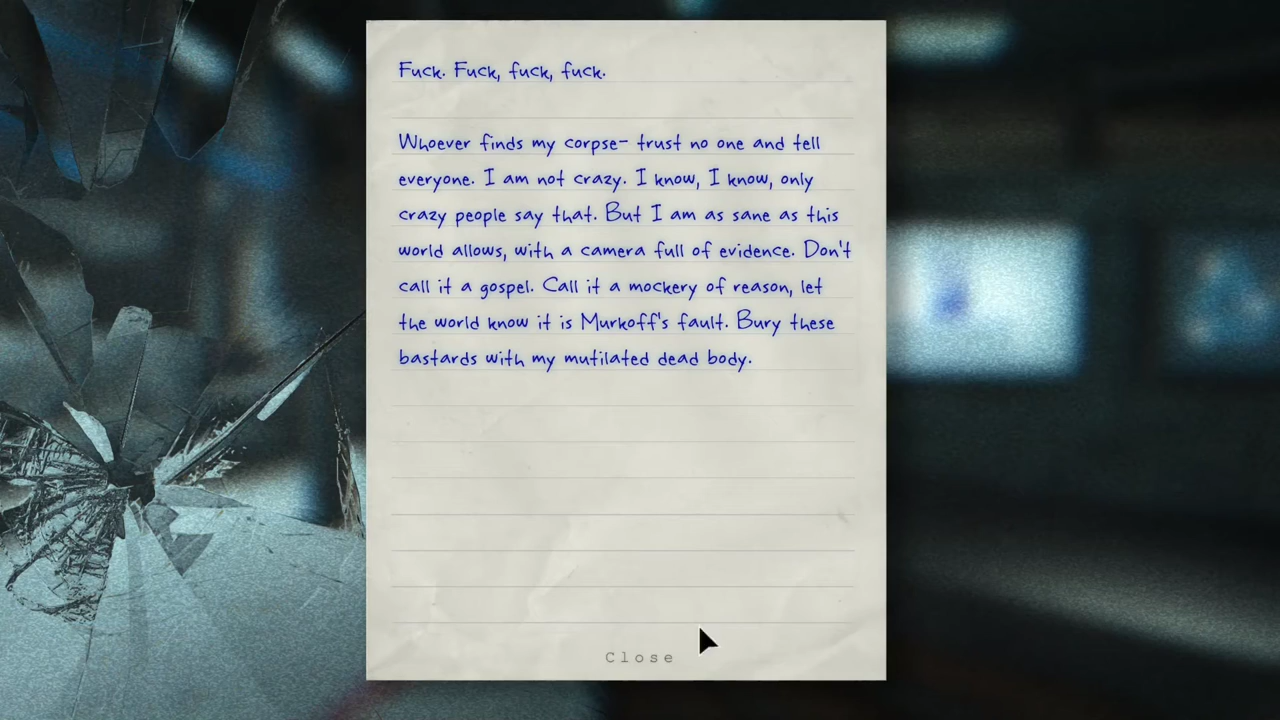 Fuck. Fuck, fuck, fuck.
Whoever finds my corpse- trust no one and tell
everyone. I am not crazy. I know, I know, only
crazy people say that. But I am as sane as this
world allows, with a camera full of evidence. Don't
call it a gospel. Call it a mockery of reason, let
the world know it is Murkoff's fault. Bury these
bastards with my mutilated dead body.
Close